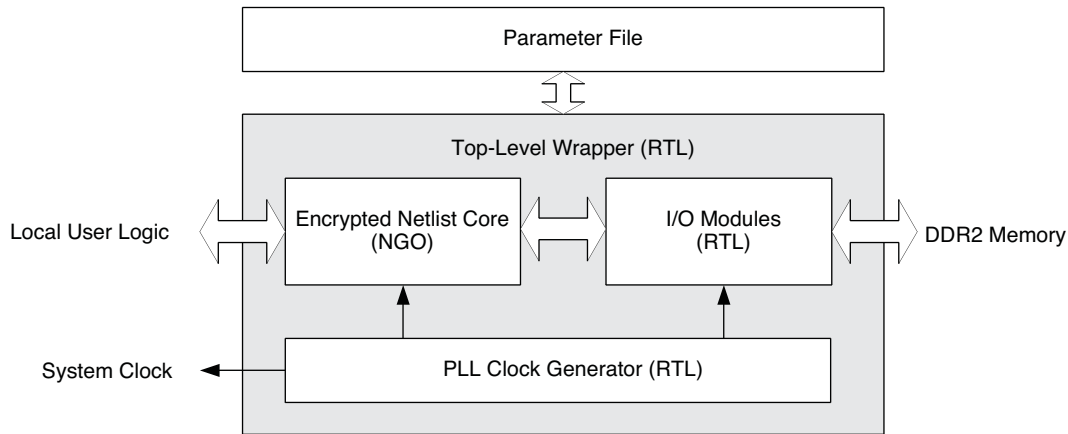 Parameter File
Top-Level Wrapper (RTL)
Local User Logic
Encrypted Netlist Core
(NGO)
I/O Modules
(RTL)
DDR2 Memory
System Clock
PLL Clock Generator (RTL)